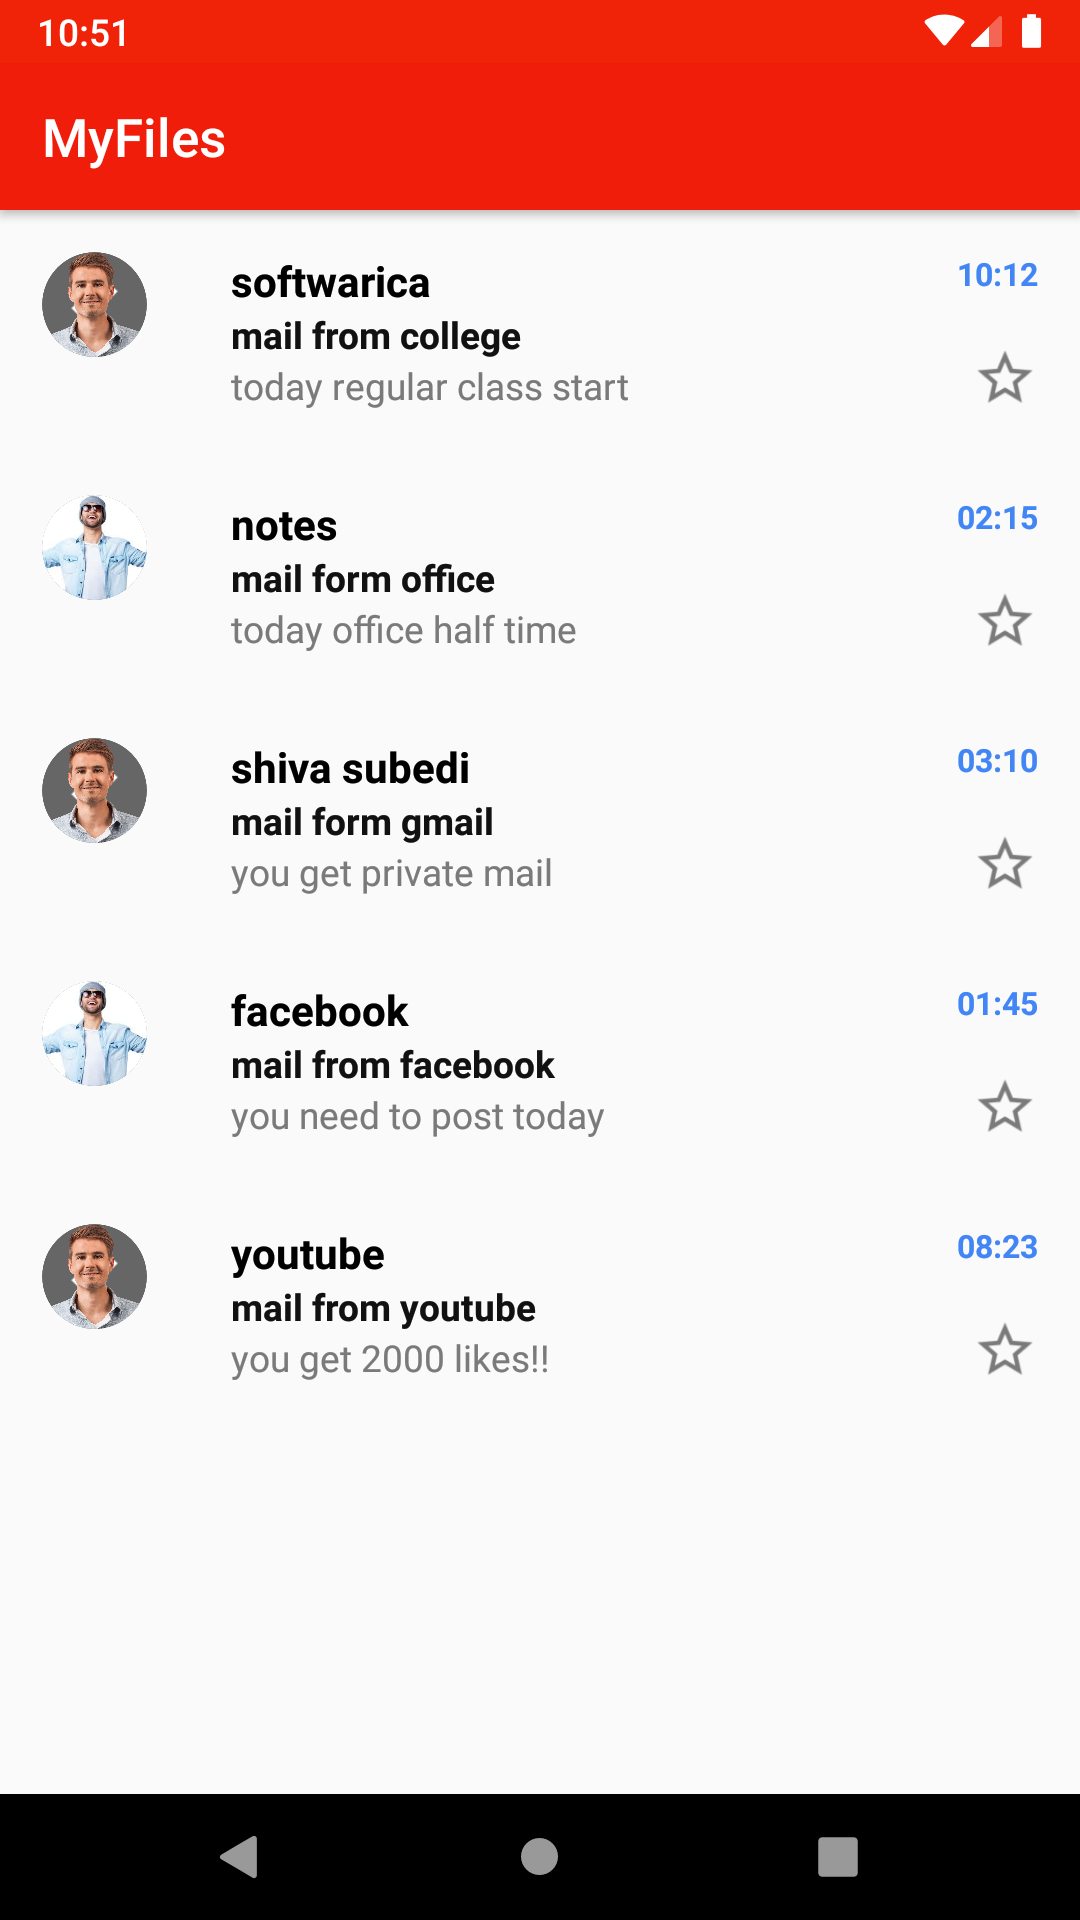 10:51
MyFiles
softwarica
10:12
mail from college
today regular class start
notes
02:15
mail form office
today office half time
shiva subedi
03:10
mail form gmail
you get private mail
facebook
01:45
mail from facebook
you need to post today
youtube
08:23
mail from youtube
you get 2000 likes!!